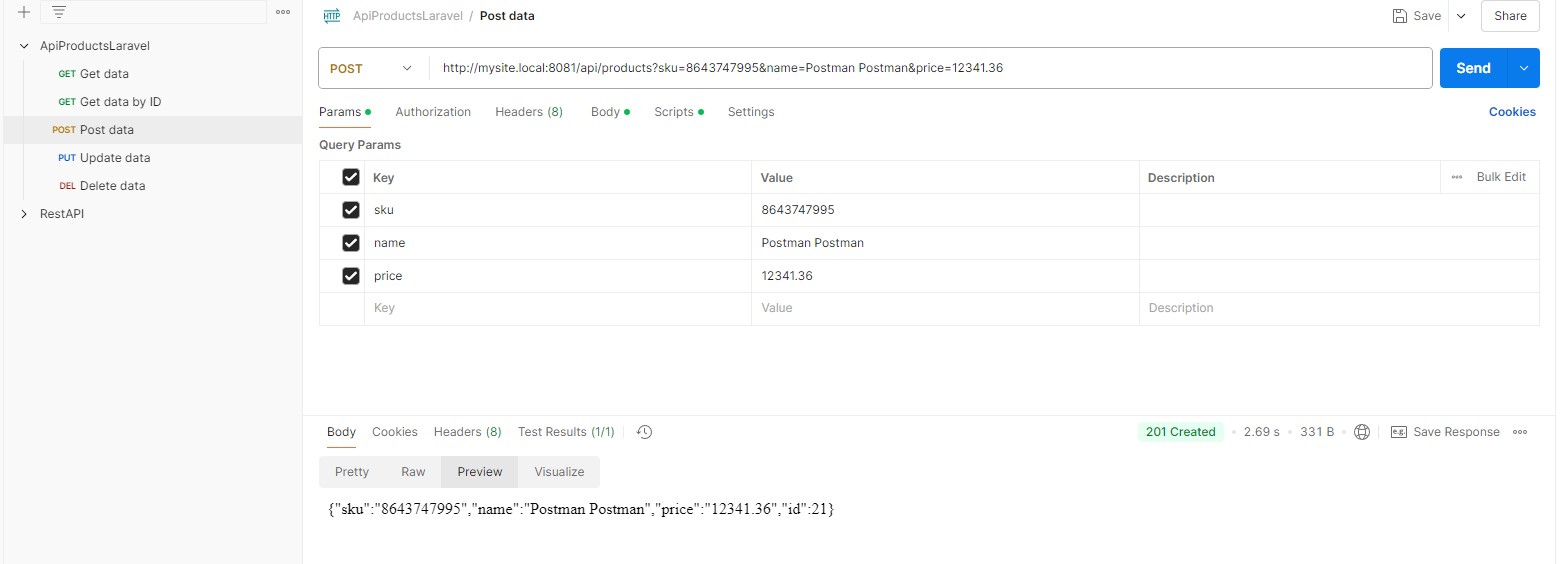 ApiProductsLaravel
GET Get data
GET Get data by ID
POST Post data
PUT Update data
DEL Delete data
RestAPI
HTTP ApiProductsLaravel / Post data
Save
Share
POST
http://mysite.local:8081/api/products?sku=8643747995&name=Postman Postman&price=12341.36
Send
Params Authorization Headers (8) Body Scripts Settings Cookies
Query Params
Key Value Description Bulk Edit
sku 8643747995
name Postman Postman
price 12341.36
Key Value Description
Body Cookies Headers (8) Test Results (1/1) 201 Created 2.69 s 331 B e.g. Save Response
Pretty Raw Preview Visualize
{"sku":"8643747995","name":"Postman Postman","price":"12341.36","id":21}